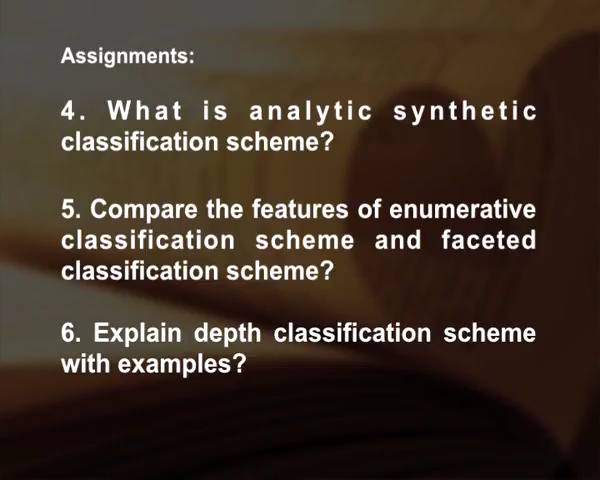 Assignments:
4. What is analytic synthetic
classification scheme?
5. Compare the features of enumerative
classification scheme and faceted
classification scheme?
6. Explain depth classification scheme
with examples?